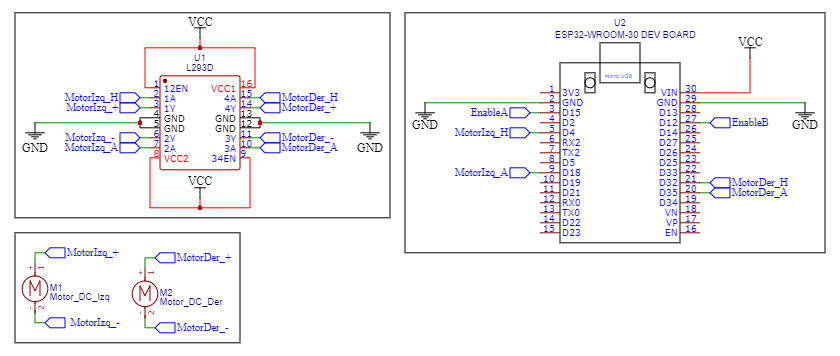 VCC
U1
L293D
1 12EN VCC1 16
MotorIzq_H 2 1A 4A 15 MotorDer_H
MotorIzq_+ 3 1Y 4Y 14 MotorDer_+
4 GND GND 13
GND 5 GND GND 12 GND
MotorIzq_- 6 2Y 3Y 11 MotorDer_-
MotorIzq_A 7 2A 3A 10 MotorDer_A
8 VCC2 34EN 9
VCC
U2
ESP32-WROOM-30 DEV BOARD
VCC
Micro USB
1 3V3 VIN 30
GND 2 GND GND 29 GND
EnableA 3 D15 D13 28
4 D2 D12 27 EnableB
MotorIzq_H 5 D4 D14 26
6 RX2 D27 25
7 TX2 D26 24
8 D5 D25 23
MotorIzq_A 9 D18 D33 22
10 D19 D32 21 MotorDer_H
11 D21 D35 20 MotorDer_A
12 RX0 D34 19
13 TX0 VN 18
14 D22 VP 17
15 D23 EN 16
MotorIzq_+
+ 1
M M1
Motor_DC_Izq
- 2
MotorIzq_-
MotorDer_+
+ 1
M M2
Motor_DC_Der
- 2
MotorDer_-